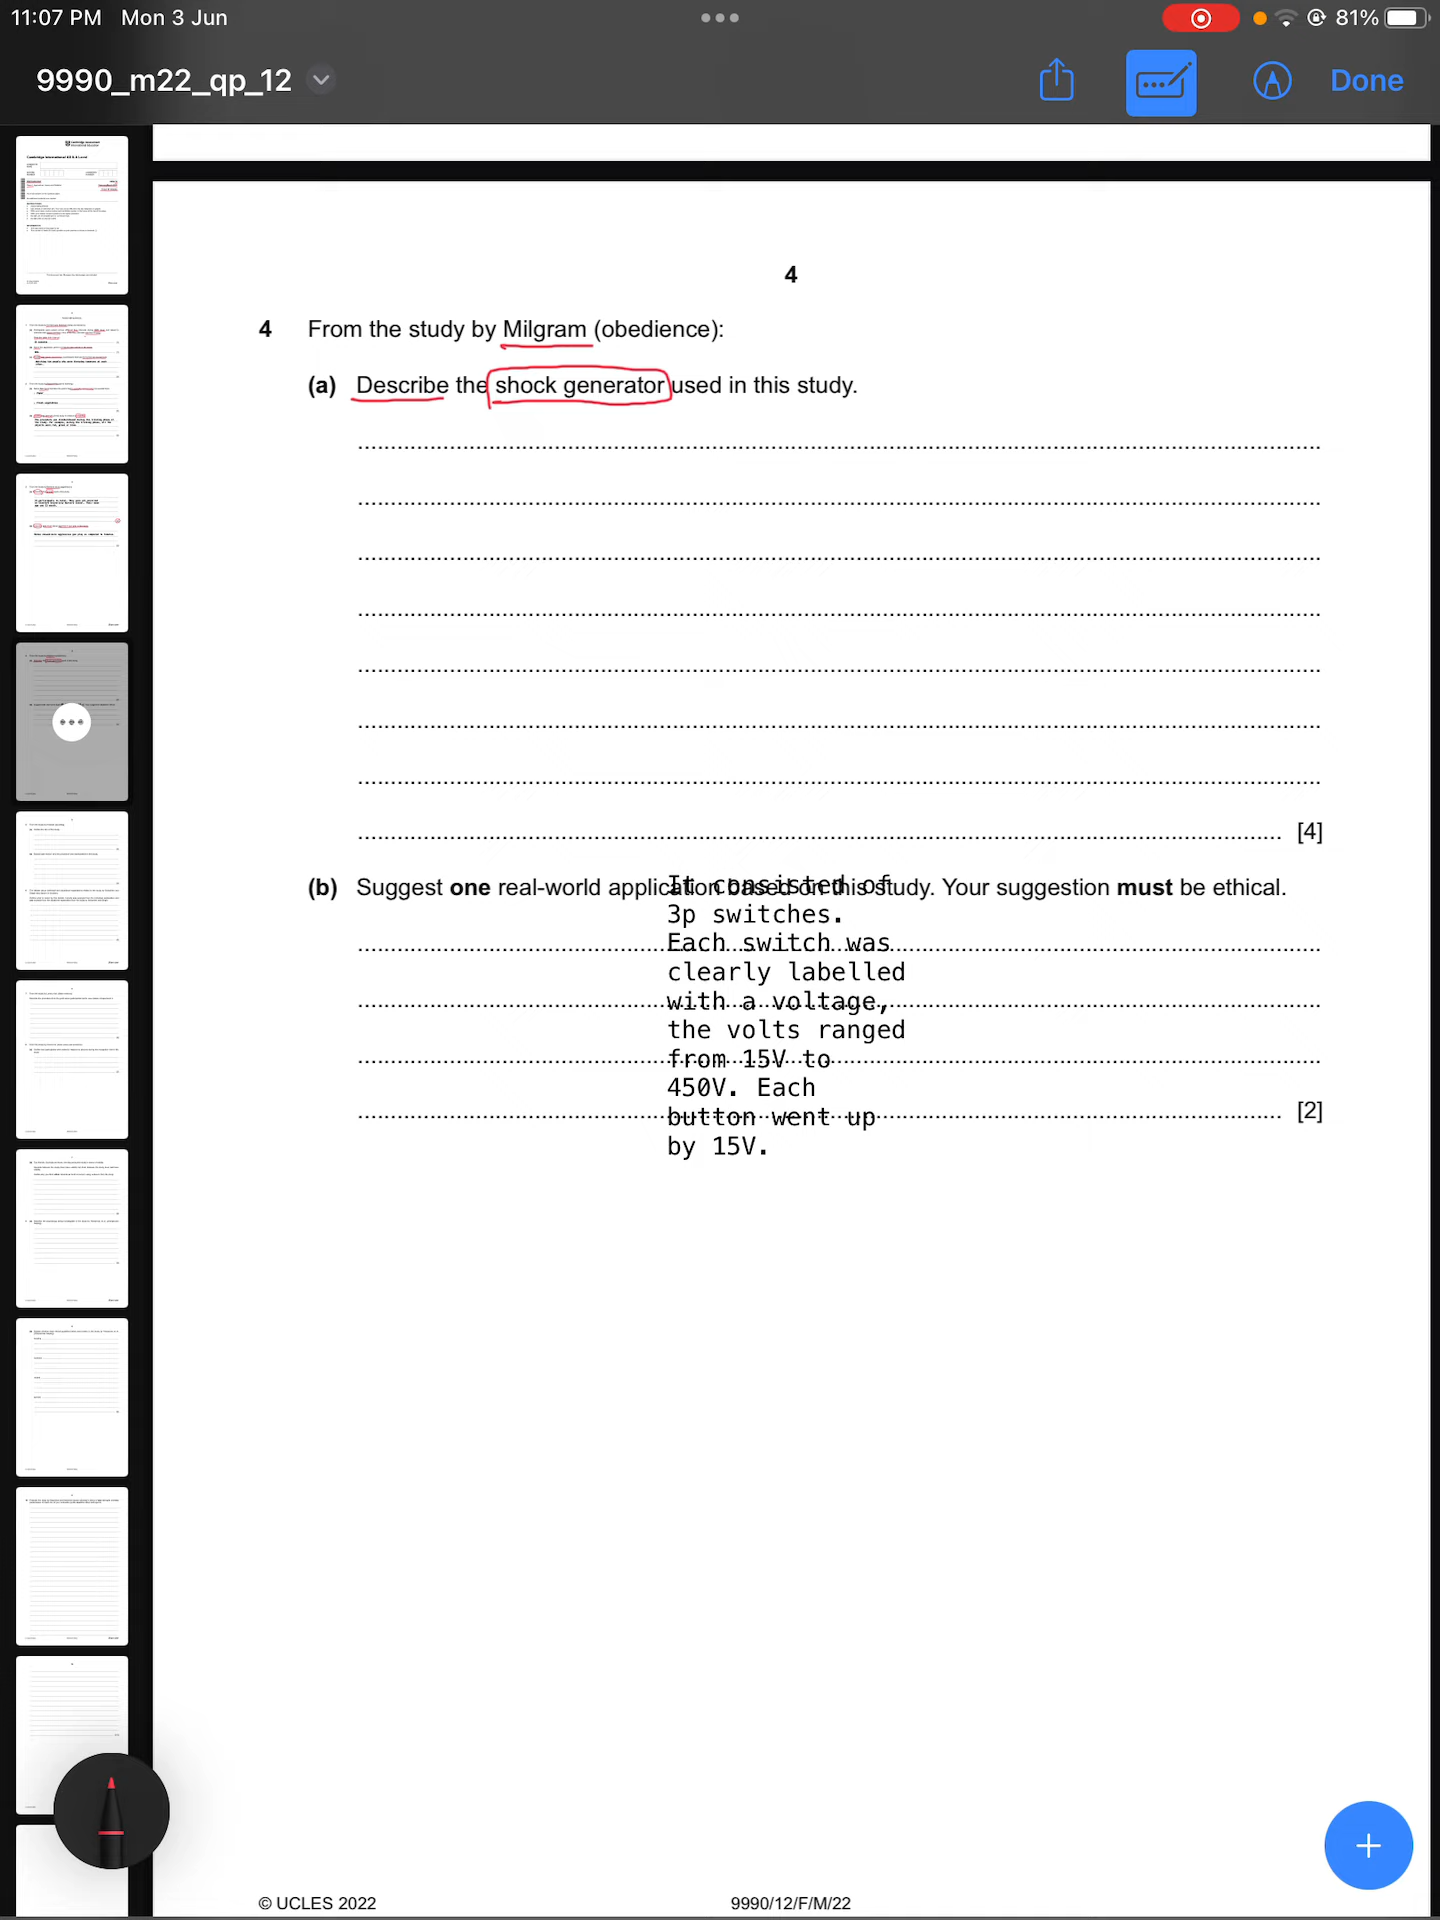 11:07 PM Mon 3 Jun
81%
9990_m22_qp_12
Done
4
4 From the study by Milgram (obedience):
(a) Describe the shock generator used in this study.
[4]
(b) Suggest one real-world application based on this study. Your suggestion must be ethical.
It consisted of
3p switches.
Each switch was
clearly labelled
with a voltage,
the volts ranged
from 15V to
450V. Each
button went up
by 15V.
[2]
© UCLES 2022
9990/12/F/M/22